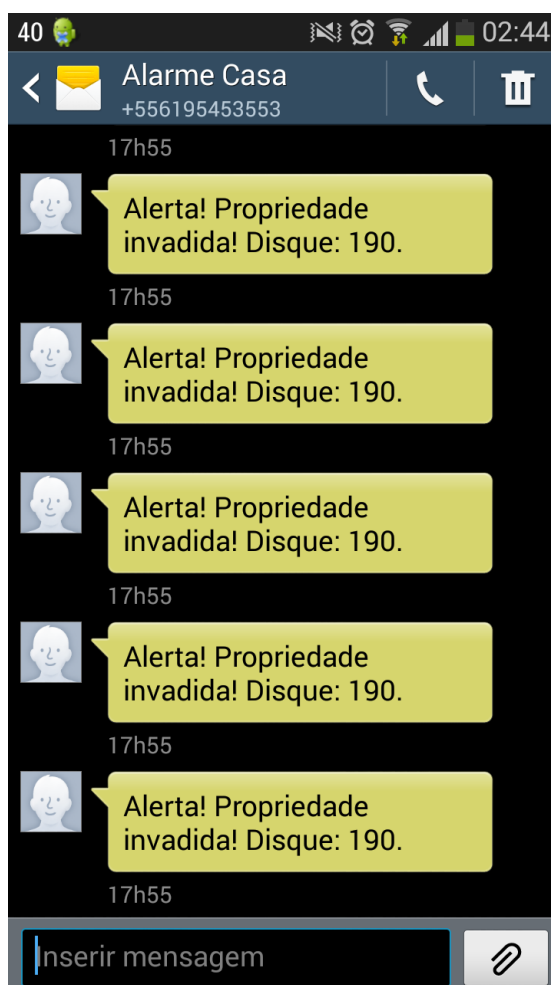 40 02:44
Alarme Casa
+556195453553
17h55
Alerta! Propriedade
invadida! Disque: 190.
17h55
Alerta! Propriedade
invadida! Disque: 190.
17h55
Alerta! Propriedade
invadida! Disque: 190.
17h55
Alerta! Propriedade
invadida! Disque: 190.
17h55
Alerta! Propriedade
invadida! Disque: 190.
17h55
Inserir mensagem